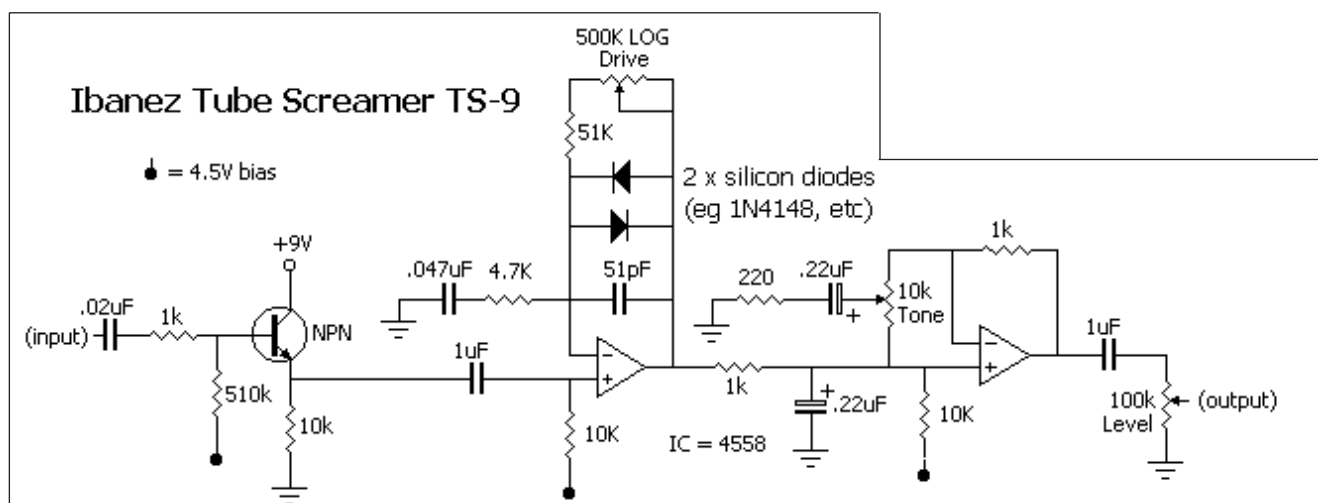 500K LOG
Drive
Ibanez Tube Screamer TS-9
51K
= 4.5V bias
2 x silicon diodes
(eg 1N4148, etc)
+9V
1k
.047uF
4.7K
51pF
220
.22uF
10k
Tone
+
.02uF
1k
(input)
NPN
1uF
−
+
1k
−
+
1uF
510k
10k
10K
IC = 4558
+
.22uF
10K
100k
Level
(output)